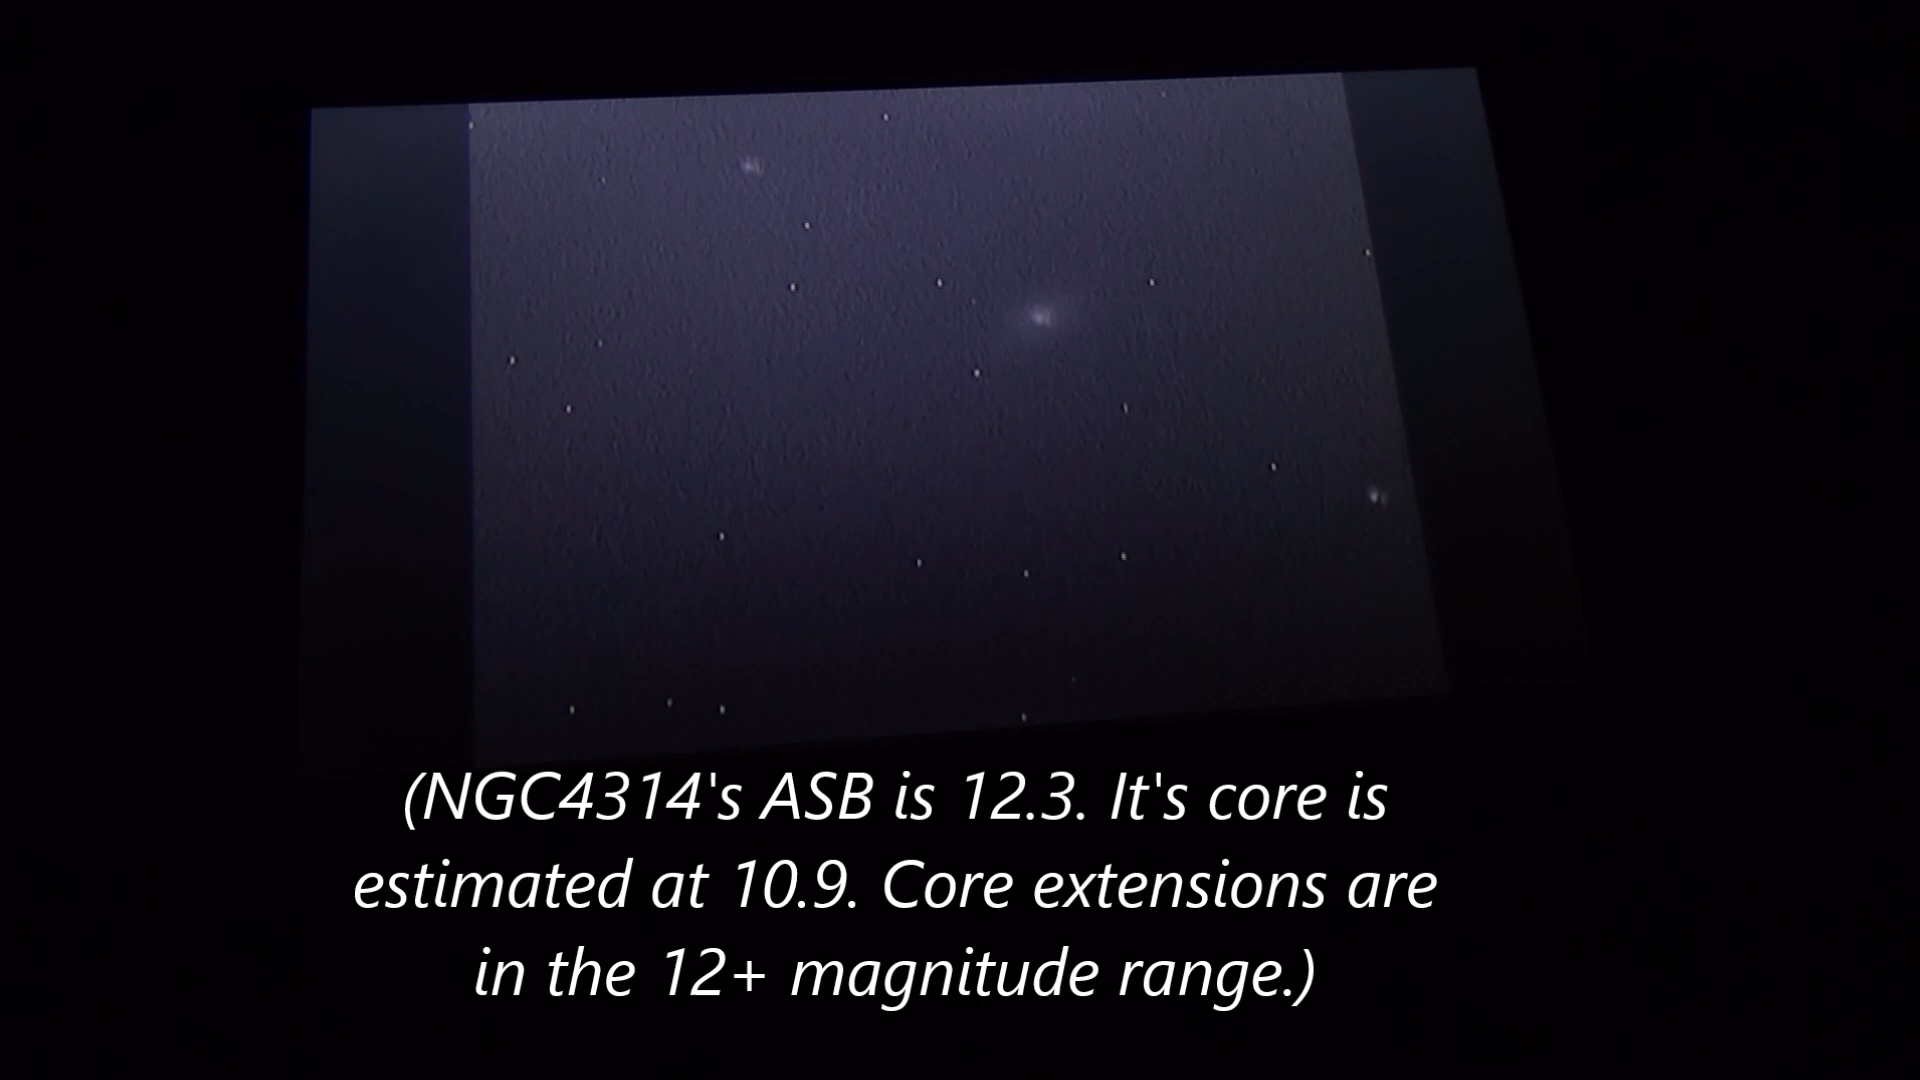 (NGC4314's ASB is 12.3. It's core is
estimated at 10.9. Core extensions are
in the 12+ magnitude range.)